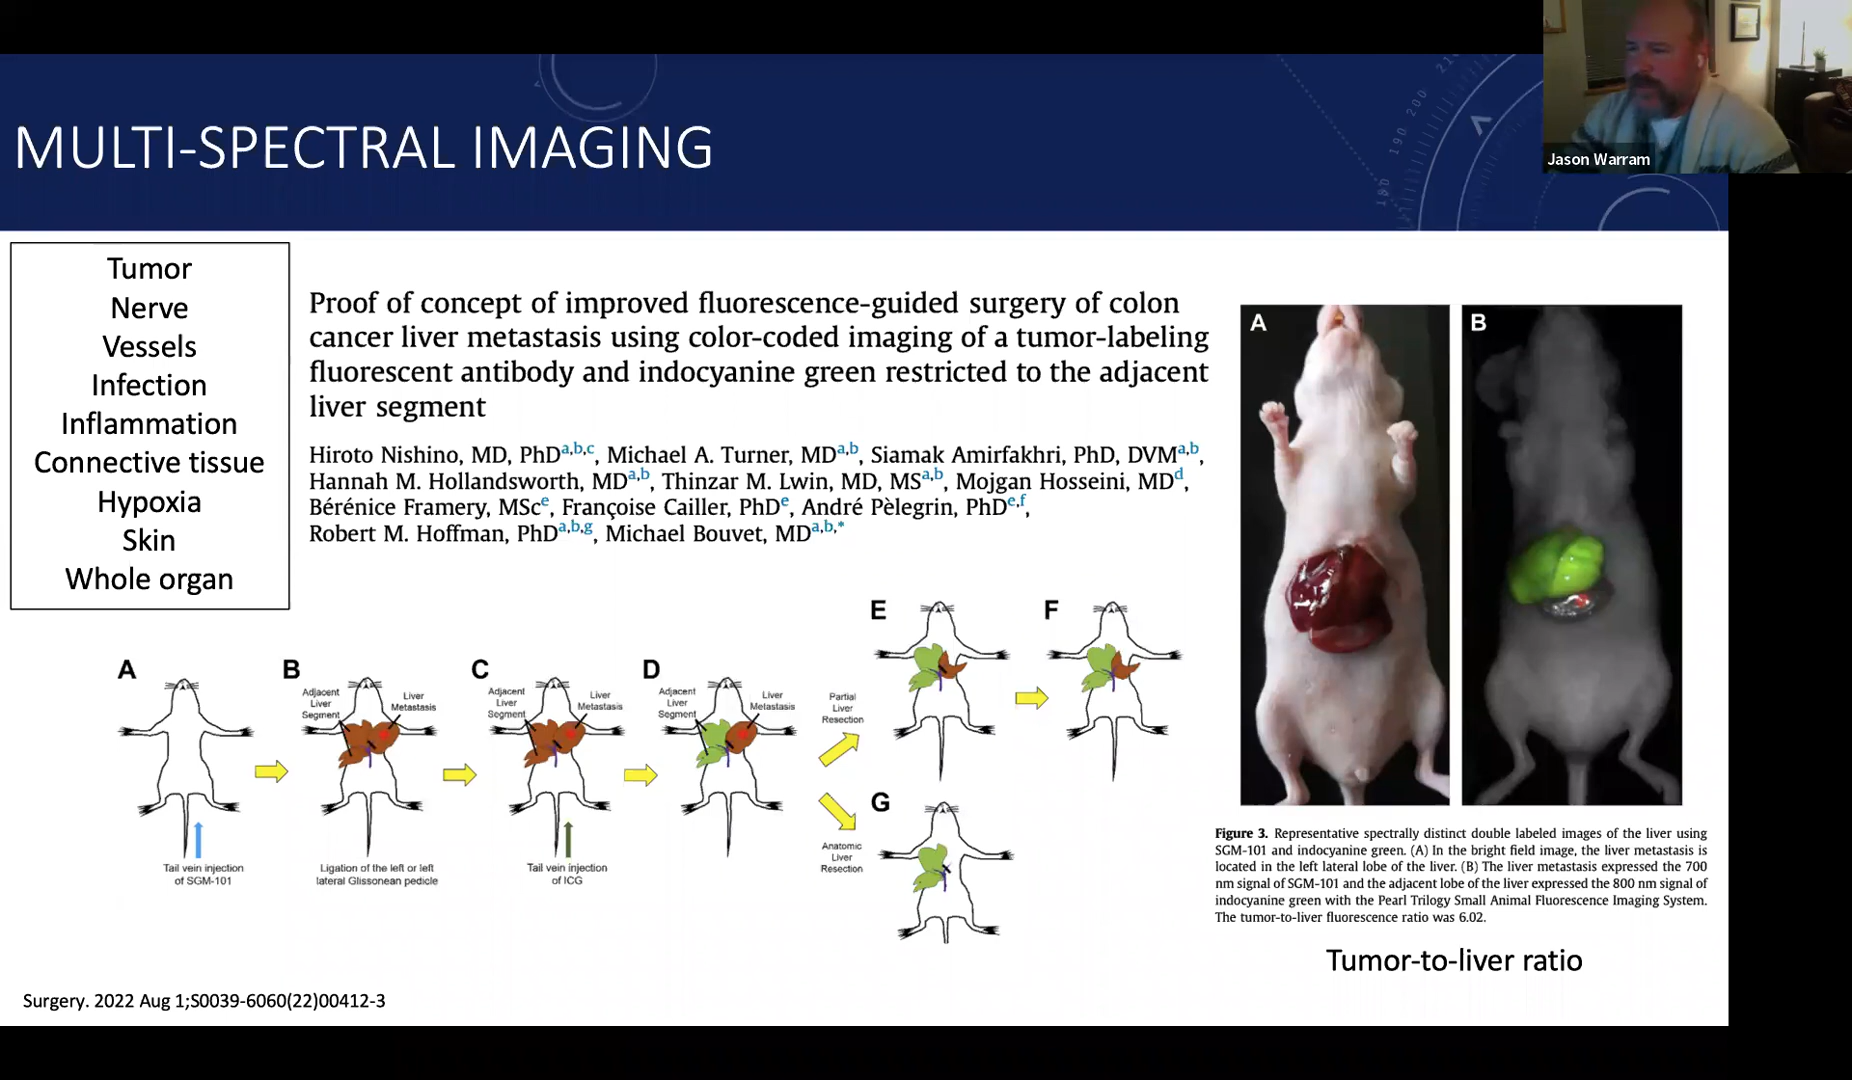 Jason Warram
MULTI-SPECTRAL IMAGING
Tumor
Nerve
Vessels
Infection
Inflammation
Connective tissue
Hypoxia
Skin
Whole organ
Proof of concept of improved fluorescence-guided surgery of colon
cancer liver metastasis using color-coded imaging of a tumor-labeling
fluorescent antibody and indocyanine green restricted to the adjacent
liver segment
Hiroto Nishino, MD, PhDa,b,c, Michael A. Turner, MDa,b, Siamak Amirfakhri, PhD, DVMa,b,
Hannah M. Hollandsworth, MDa,b, Thinzar M. Lwin, MD, MSa,b, Mojgan Hosseini, MDd,
Bérénice Framery, MSce, Françoise Cailler, PhDe, André Pèlegrin, PhDe,f,
Robert M. Hoffman, PhDa,b,g, Michael Bouvet, MDa,b,*
A
Tail vein injection
of SGM-101
B
Adjacent
Liver
Segment
Liver
Metastasis
Ligation of the left or left
lateral Glissonean pedicle
C
Adjacent
Liver
Segment
Liver
Metastasis
Tail vein injection
of ICG
D
Adjacent
Liver
Segment
Liver
Metastasis
Partial
Liver
Resection
E
F
Anatomic
Liver
Resection
G
A
B
Figure 3. Representative spectrally distinct double labeled images of the liver using
SGM-101 and indocyanine green. (A) In the bright field image, the liver metastasis is
located in the left lateral lobe of the liver. (B) The liver metastasis expressed the 700
nm signal of SGM-101 and the adjacent lobe of the liver expressed the 800 nm signal of
indocyanine green with the Pearl Trilogy Small Animal Fluorescence Imaging System.
The tumor-to-liver fluorescence ratio was 6.02.
Tumor-to-liver ratio
Surgery. 2022 Aug 1;S0039-6060(22)00412-3
180
190
200